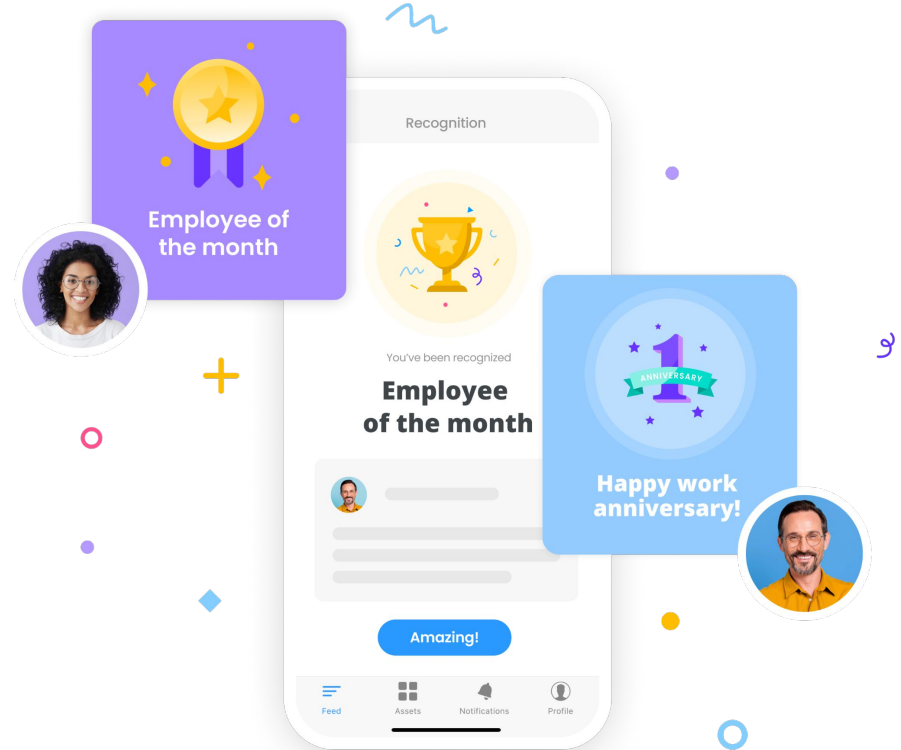 Recognition
Employee of
the month
You've been recognized
Employee
of the month
1
ANNIVERSARY
Happy work
anniversary!
Amazing!
Feed
Assets
Notifications
Profile